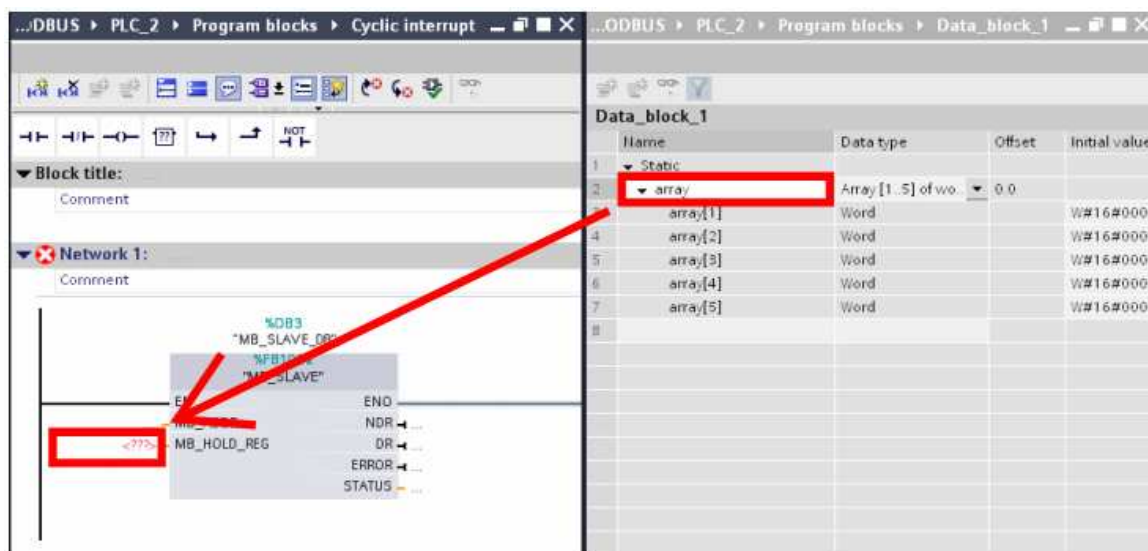 ...DBUS ▸ PLC_2 ▸ Program blocks ▸ Cyclic interrupt
Block title:
Comment
Network 1:
Comment
%DB3
"MB_SLAVE_DB"
"MB_SLAVE"
EN ENO
NDR ...
<???> MB_HOLD_REG DR ...
ERROR ...
STATUS ...
...ODBUS ▸ PLC_2 ▸ Program blocks ▸ Data_block_1
Data_block_1
Name Data type Offset Initial value
1 Static
2 array Array [1..5] of wo... 0.0
array[1] Word W#16#000
4 array[2] Word W#16#000
5 array[3] Word W#16#000
6 array[4] Word W#16#000
7 array[5] Word W#16#000
8
??
NOT